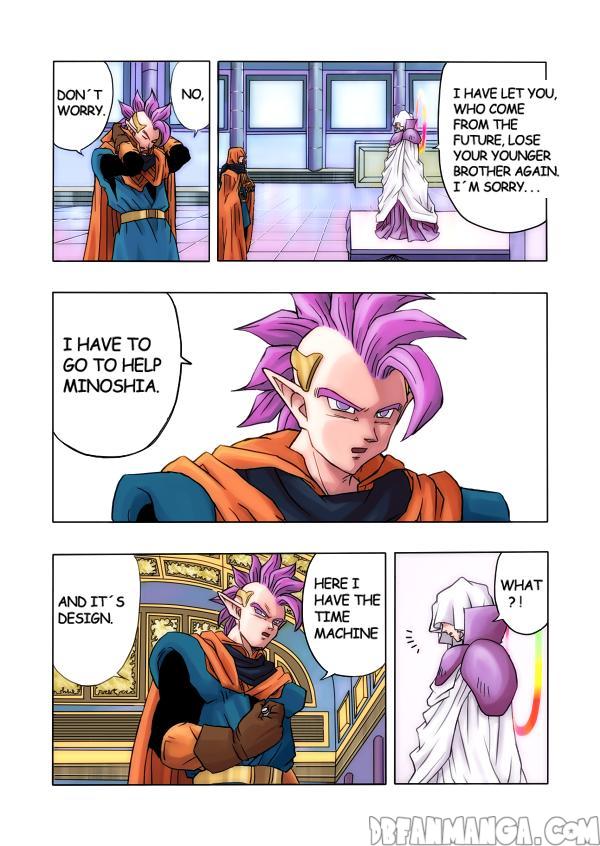 I HAVE LET YOU,
WHO COME
FROM THE
FUTURE, LOSE
YOUR YOUNGER
BROTHER AGAIN.
I´M SORRY...
NO,
DON´T
WORRY.
I HAVE TO
GO TO HELP
MINOSHIA.
WHAT
?!
HERE I
HAVE THE
TIME
MACHINE
AND IT´S
DESIGN.
DBFANMANGA.COM